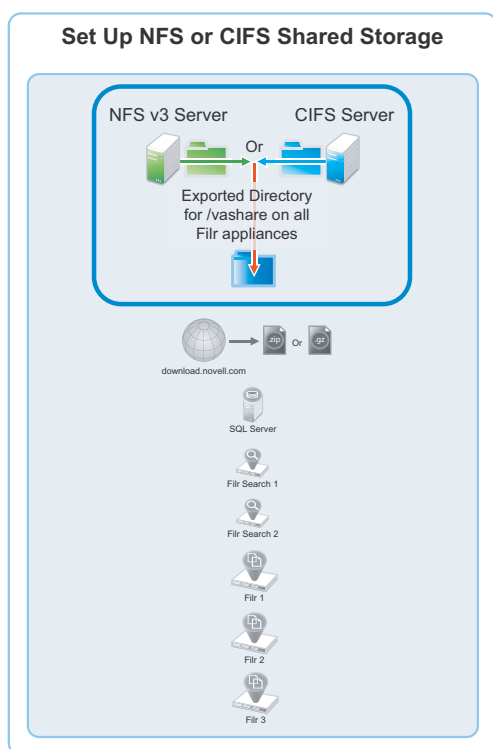 Set Up NFS or CIFS Shared Storage
NFS v3 Server
CIFS Server
Or
Exported Directory
for /vashare on all
Filr appliances
.zip
Or
.gz
download.novell.com
SQL Server
Filr Search 1
Filr Search 2
Filr 1
Filr 2
Filr 3